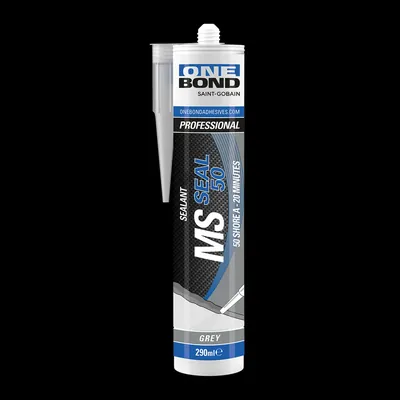 ONE
BOND
SAINT-GOBAIN
ONEBONDADHESIVES.COM
PROFESSIONAL
SEALANT
MS SEAL
50
50 SHORE A - 20 MINUTES
GREY
290ml℮